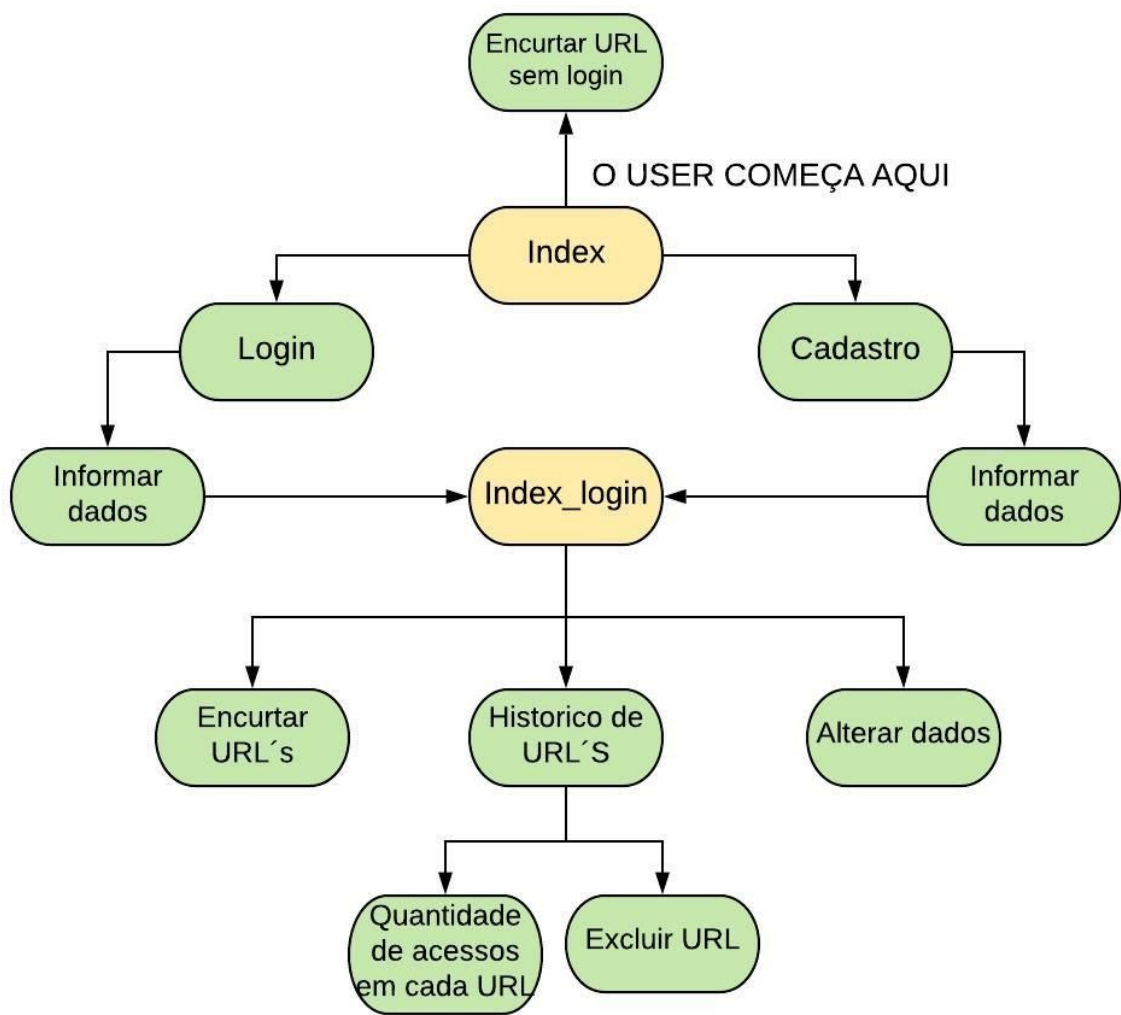 Encurtar URL
sem login
O USER COMEÇA AQUI
Index
Login
Cadastro
Informar
dados
Index_login
Informar
dados
Encurtar
URL´s
Historico de
URL´S
Alterar dados
Quantidade
de acessos
em cada URL
Excluir URL